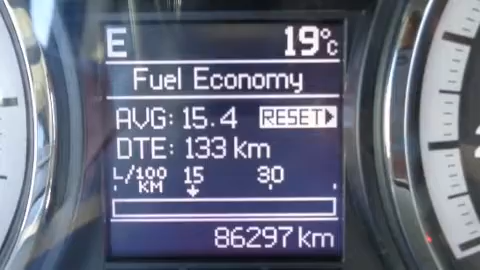 E 19°C
Fuel Economy
AVG: 15.4 RESET
DTE: 133 km
L/100 KM 15 30
86297 km